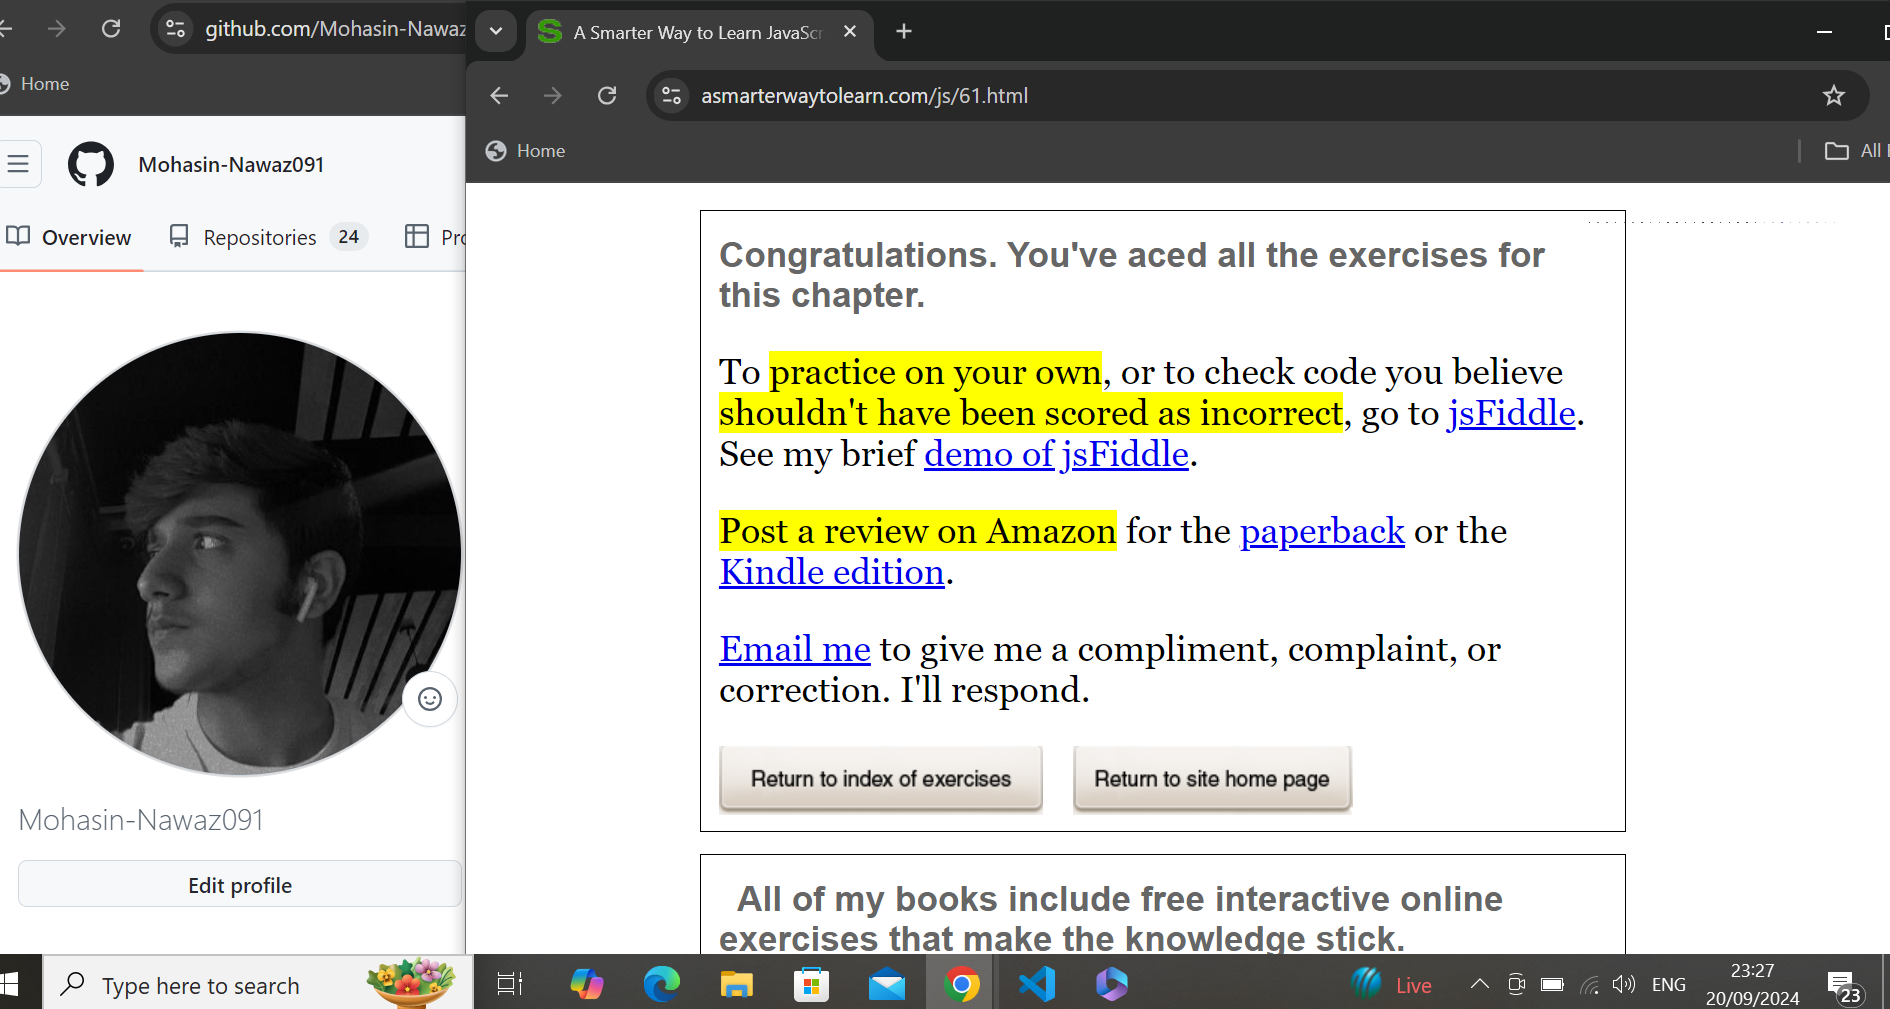 github.com/Mohasin-Nawaz
Home
Mohasin-Nawaz091
Overview
Repositories 24
Mohasin-Nawaz091
Edit profile
A Smarter Way to Learn JavaScr
asmarterwaytolearn.com/js/61.html
Home
All
Congratulations. You've aced all the exercises for
this chapter.
To practice on your own, or to check code you believe
shouldn't have been scored as incorrect, go to jsFiddle.
See my brief demo of jsFiddle.
Post a review on Amazon for the paperback or the
Kindle edition.
Email me to give me a compliment, complaint, or
correction. I'll respond.
Return to index of exercises
Return to site home page
All of my books include free interactive online
exercises that make the knowledge stick.
Type here to search
Live
ENG
23:27
20/09/2024
23